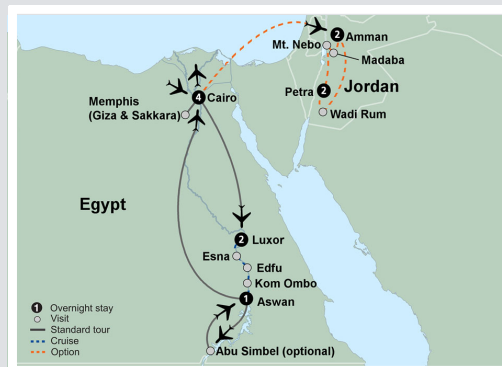 2 Amman
Mt. Nebo
Madaba
Jordan
Petra 2
Wadi Rum
4 Cairo
Memphis
(Giza & Sakkara)
Egypt
2 Luxor
Esna
Edfu
Kom Ombo
1 Aswan
Abu Simbel (optional)
1 Overnight stay
Visit
Standard tour
Cruise
Option